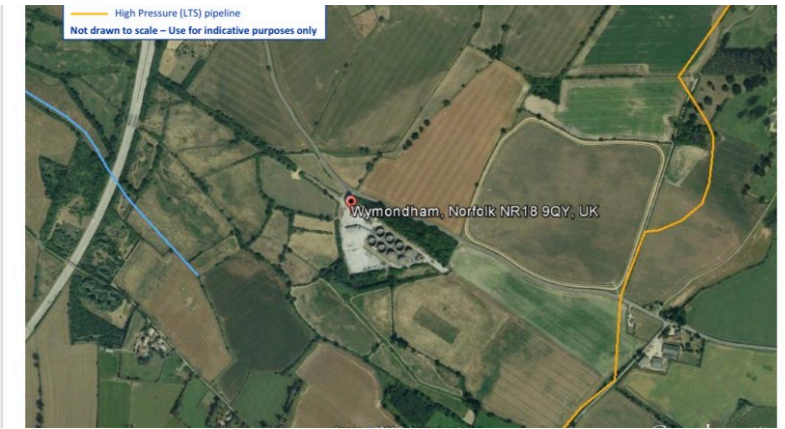 High Pressure (LTS) pipeline
Not drawn to scale – Use for indicative purposes only
Wymondham, Norfolk NR18 9QY, UK